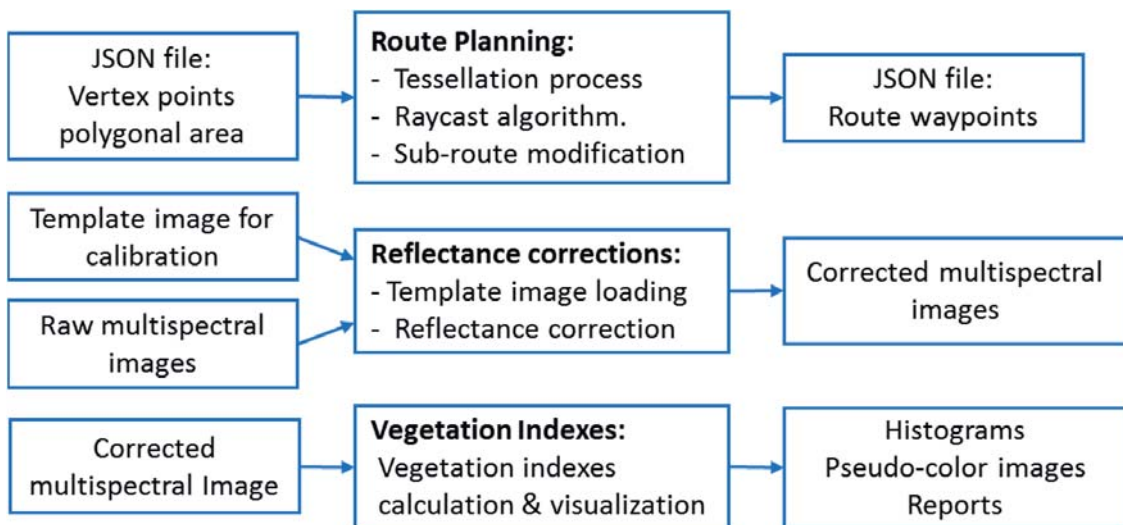 JSON file:
Vertex points
polygonal area
Route Planning:
- Tessellation process
- Raycast algorithm.
- Sub-route modification
JSON file:
Route waypoints
Template image for
calibration
Raw multispectral
images
Reflectance corrections:
- Template image loading
- Reflectance correction
Corrected multispectral
images
Corrected
multispectral Image
Vegetation Indexes:
Vegetation indexes
calculation & visualization
Histograms
Pseudo-color images
Reports